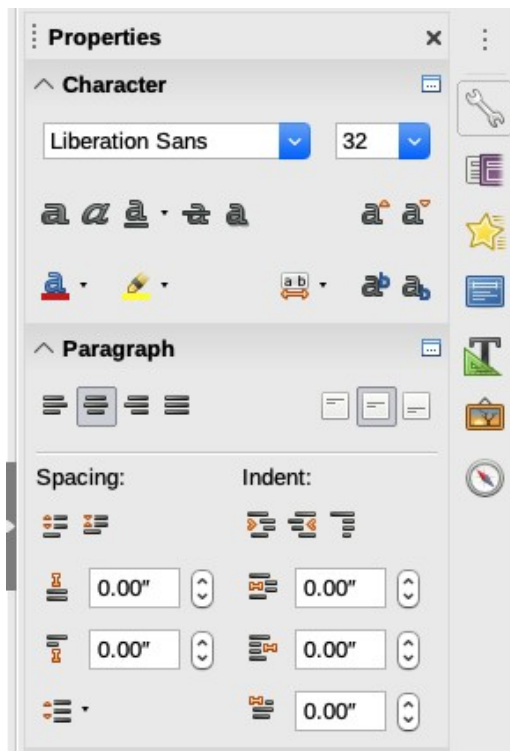 Properties
Character
Liberation Sans 32
Paragraph
Spacing: Indent:
0.00" 0.00"
0.00" 0.00"
0.00"